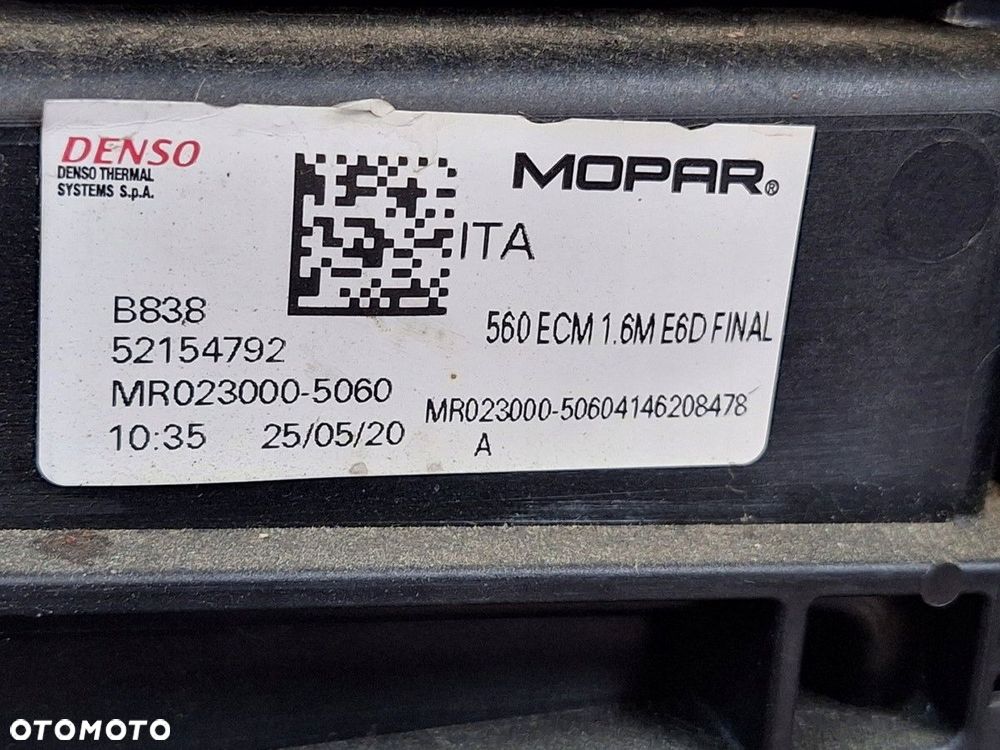 DENSO
DENSO THERMAL
SYSTEMS S.p.A.
MOPAR®
ITA
B838
52154792
MR023000-5060
10:35 25/05/20
560 ECM 1.6M E6D FINAL
MR023000-50604146208478
A
OTOMOTO